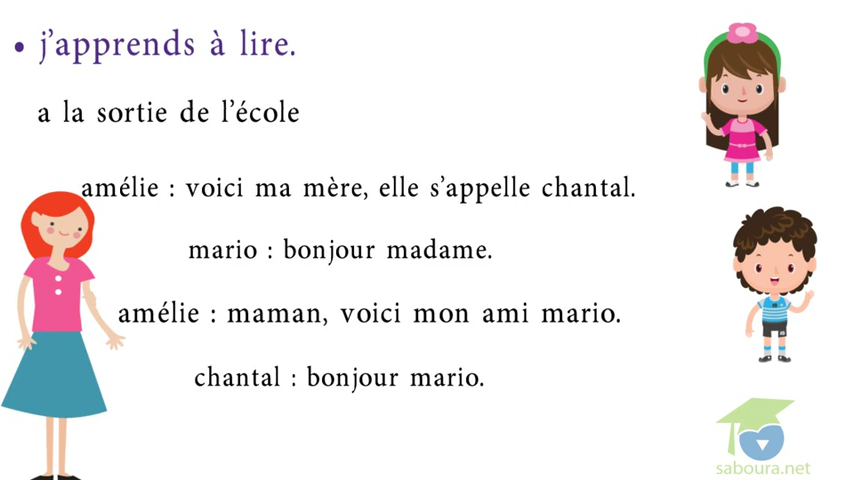 • j'apprends à lire.
a la sortie de l'école
amélie : voici ma mère, elle s'appelle chantal.
mario : bonjour madame.
amélie : maman, voici mon ami mario.
chantal : bonjour mario.
saboura.net